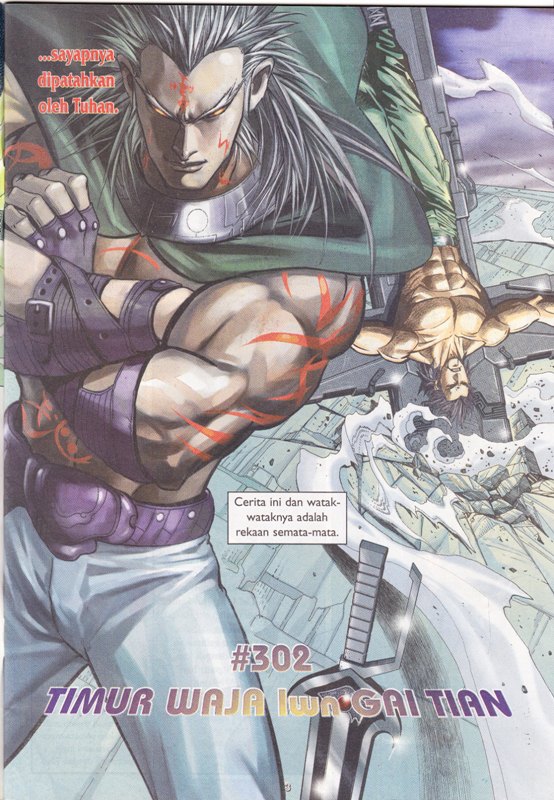 ...sayapnya
dipatahkan
oleh Tuhan.
Cerita ini dan watak-
wataknya adalah
rekaan semata-mata.
#302
TIMUR WAJA lwn GAI TIAN
3